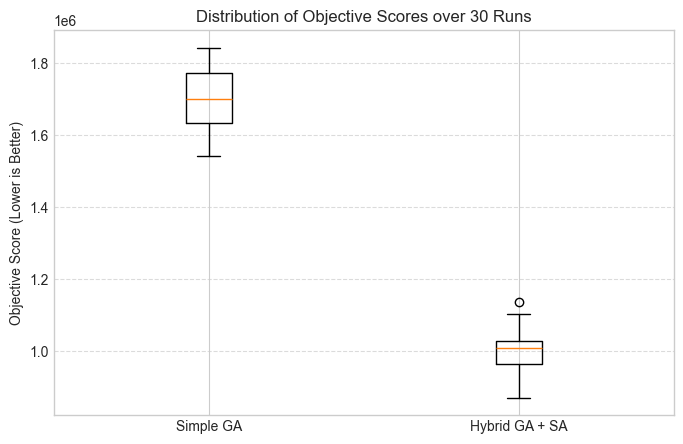 Distribution of Objective Scores over 30 Runs
1e6
Objective Score (Lower is Better)
1.8
1.6
1.4
1.2
1.0
Simple GA
Hybrid GA + SA